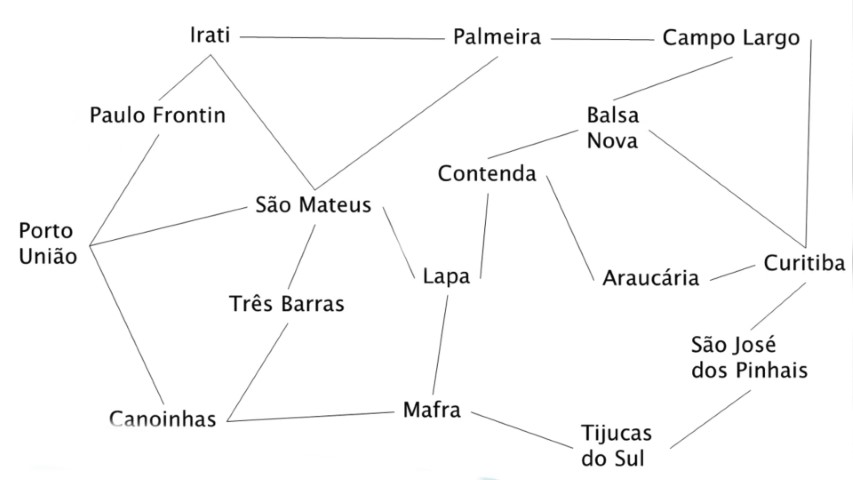 Irati
Palmeira
Campo Largo
Paulo Frontin
Balsa
Nova
Contenda
São Mateus
Porto
União
Lapa
Araucária
Curitiba
Três Barras
São José
dos Pinhais
Canoinhas
Mafra
Tijucas
do Sul